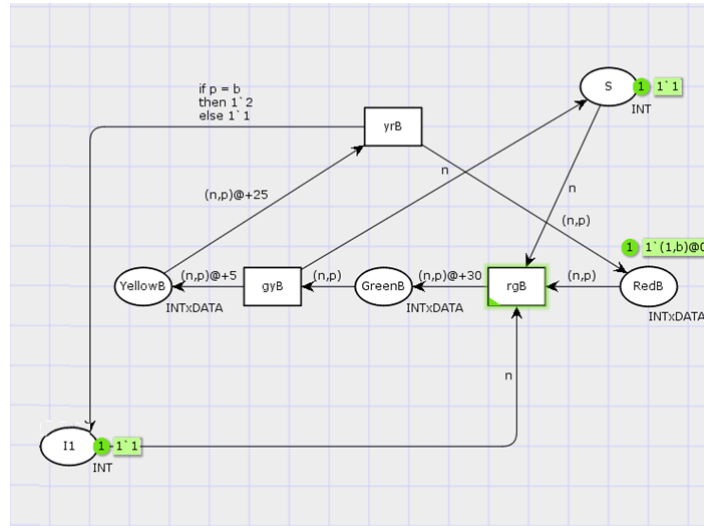 if p = b
then 1`2
else 1`1
S
1
1`1
INT
yrB
n
(n,p)@+25
n
(n,p)
1
1`(1,b)@0
YellowB
(n,p)@+5
gyB
(n,p)
GreenB
(n,p)@+30
rgB
(n,p)
RedB
INTxDATA
INTxDATA
INTxDATA
n
I1
1
1`1
INT